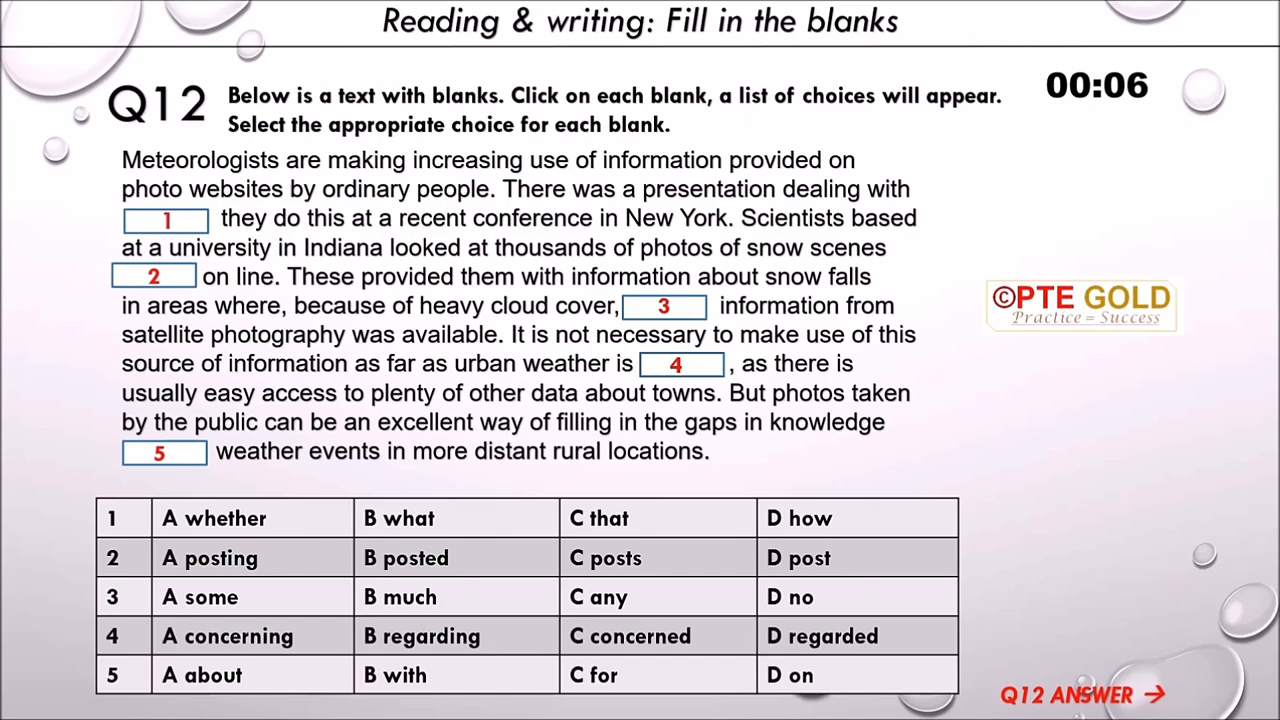 Reading & writing: Fill in the blanks
Q12 Below is a text with blanks. Click on each blank, a list of choices will appear. 00:06
Select the appropriate choice for each blank.
Meteorologists are making increasing use of information provided on
photo websites by ordinary people. There was a presentation dealing with
1 they do this at a recent conference in New York. Scientists based
at a university in Indiana looked at thousands of photos of snow scenes
2 on line. These provided them with information about snow falls
in areas where, because of heavy cloud cover, 3 information from
satellite photography was available. It is not necessary to make use of this
source of information as far as urban weather is 4 , as there is
usually easy access to plenty of other data about towns. But photos taken
by the public can be an excellent way of filling in the gaps in knowledge
5 weather events in more distant rural locations.
©PTE GOLD
Practice = Success
1 A whether B what C that D how
2 A posting B posted C posts D post
3 A some B much C any D no
4 A concerning B regarding C concerned D regarded
5 A about B with C for D on
Q12 ANSWER →